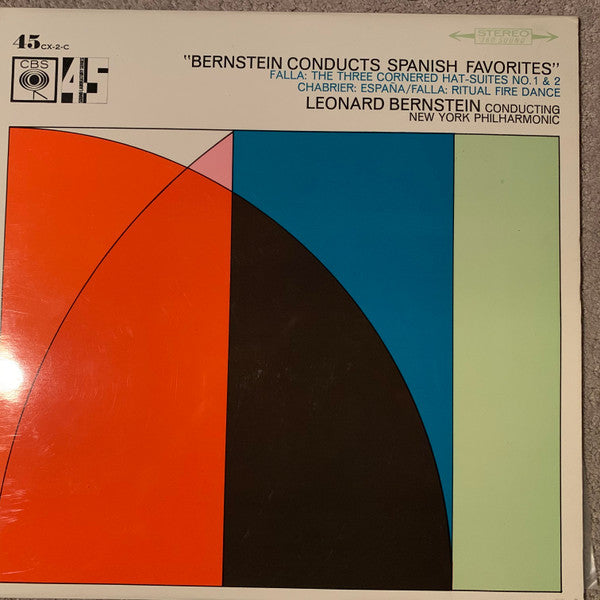 45 CX-2-C
CBS
45
STEREO
"BERNSTEIN CONDUCTS SPANISH FAVORITES"
FALLA: THE THREE CORNERED HAT-SUITES NO. 1 & 2
CHABRIER: ESPAÑA/FALLA: RITUAL FIRE DANCE
LEONARD BERNSTEIN CONDUCTING
NEW YORK PHILHARMONIC